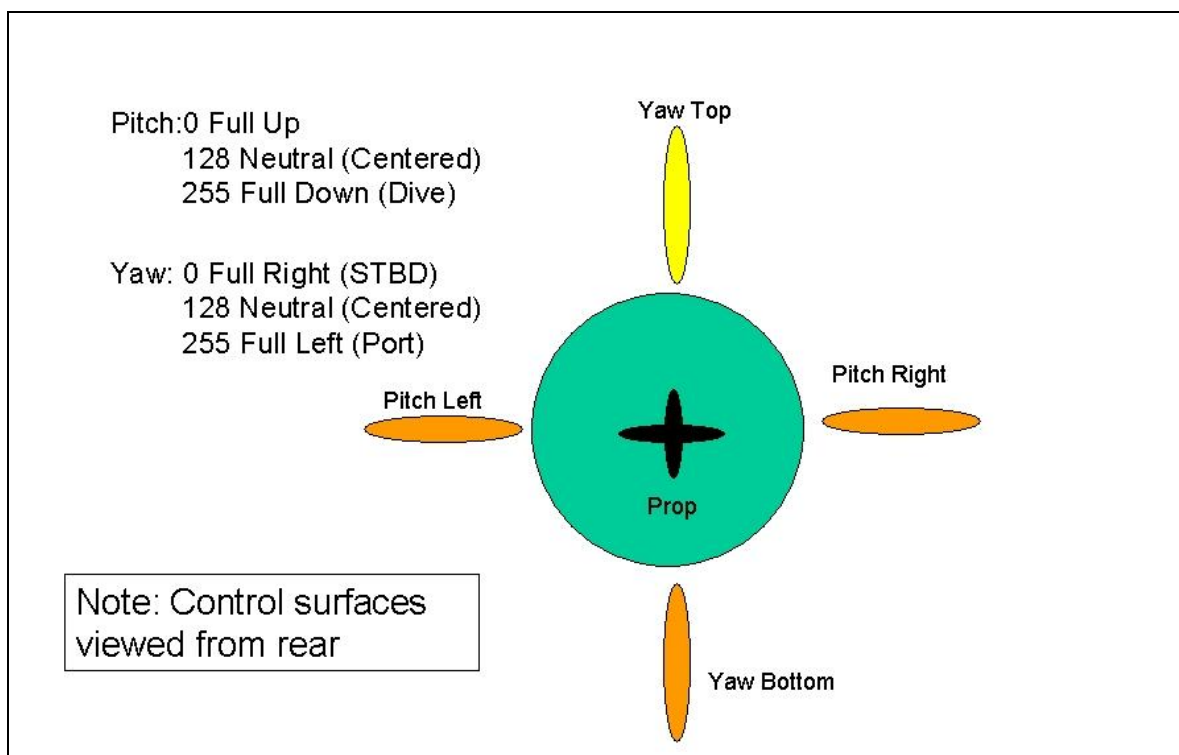 Pitch:0 Full Up
128 Neutral (Centered)
255 Full Down (Dive)
Yaw: 0 Full Right (STBD)
128 Neutral (Centered)
255 Full Left (Port)
Yaw Top
Pitch Left
Pitch Right
Prop
Yaw Bottom
Note: Control surfaces
viewed from rear